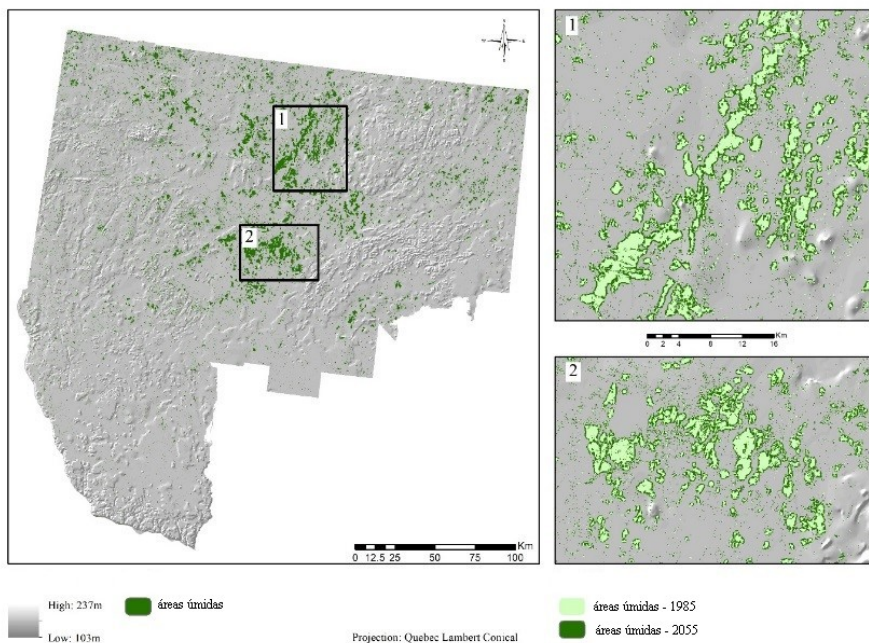 1
1
2
Km
0 2 4 8 12 16
2
Km
0 12.5 25 50 75 100
High: 237m
Low: 103m
áreas úmidas
Projection: Quebec Lambert Conical
áreas úmidas - 1985
áreas úmidas - 2055